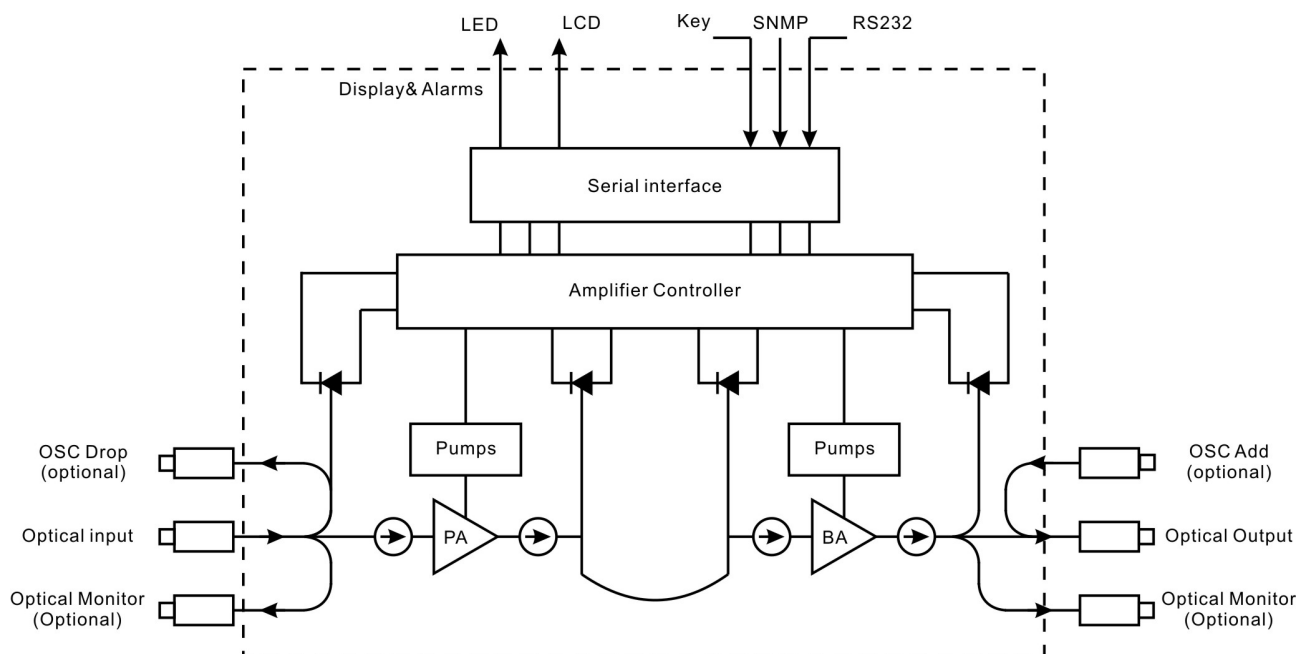 LED
LCD
Key
SNMP
RS232
Display& Alarms
Serial interface
Amplifier Controller
Pumps
Pumps
OSC Drop
(optional)
OSC Add
(optional)
Optical input
PA
BA
Optical Output
Optical Monitor
(Optional)
Optical Monitor
(Optional)